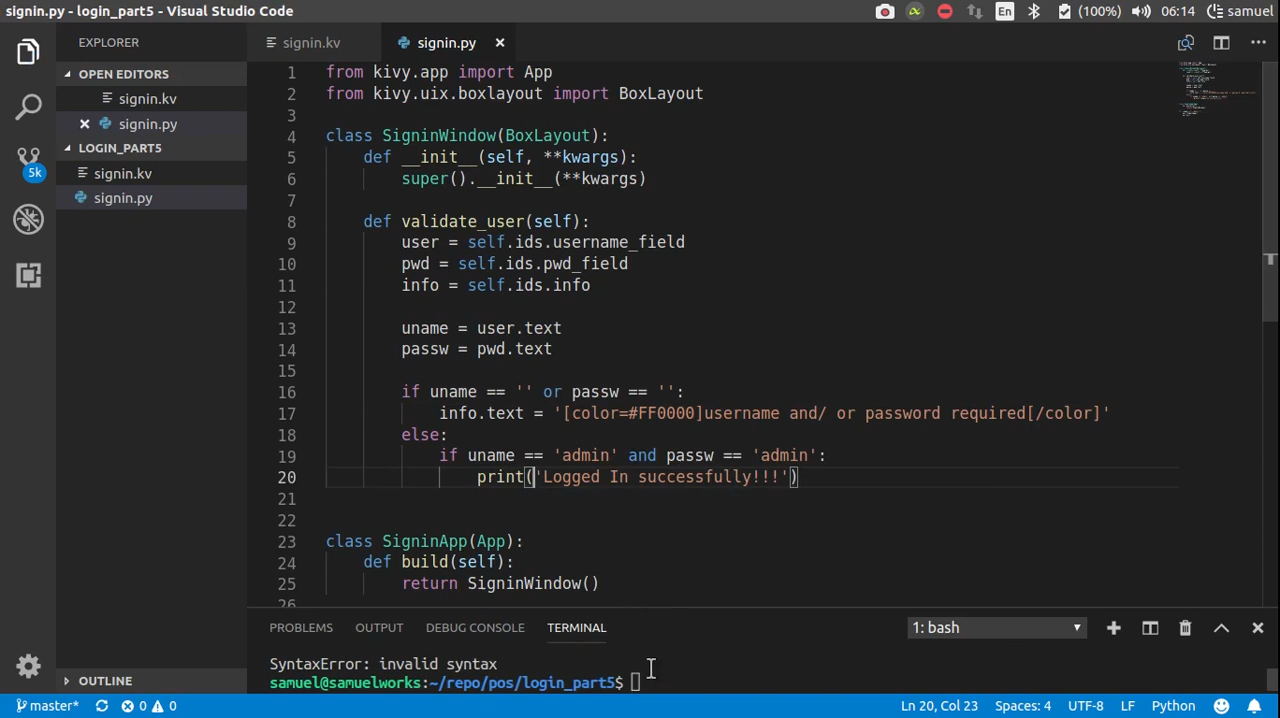 signin.py - login_part5 - Visual Studio Code
En
(100%)
06:14
samuel
EXPLORER
OPEN EDITORS
signin.kv
signin.py
LOGIN_PART5
signin.kv
signin.py
5k
OUTLINE
signin.kv
signin.py
1 from kivy.app import App
2 from kivy.uix.boxlayout import BoxLayout
3
4 class SigninWindow(BoxLayout):
5 def __init__(self, **kwargs):
6 super().__init__(**kwargs)
7
8 def validate_user(self):
9 user = self.ids.username_field
10 pwd = self.ids.pwd_field
11 info = self.ids.info
12
13 uname = user.text
14 passw = pwd.text
15
16 if uname == '' or passw == '':
17 info.text = '[color=#FF0000]username and/ or password required[/color]'
18 else:
19 if uname == 'admin' and passw == 'admin':
20 print('Logged In successfully!!!')
21
22
23 class SigninApp(App):
24 def build(self):
25 return SigninWindow()
26
PROBLEMS
OUTPUT
DEBUG CONSOLE
TERMINAL
1: bash
SyntaxError: invalid syntax
samuel@samuelworks:~/repo/pos/login_part5$
master*
0
0
Ln 20, Col 23
Spaces: 4
UTF-8
LF
Python